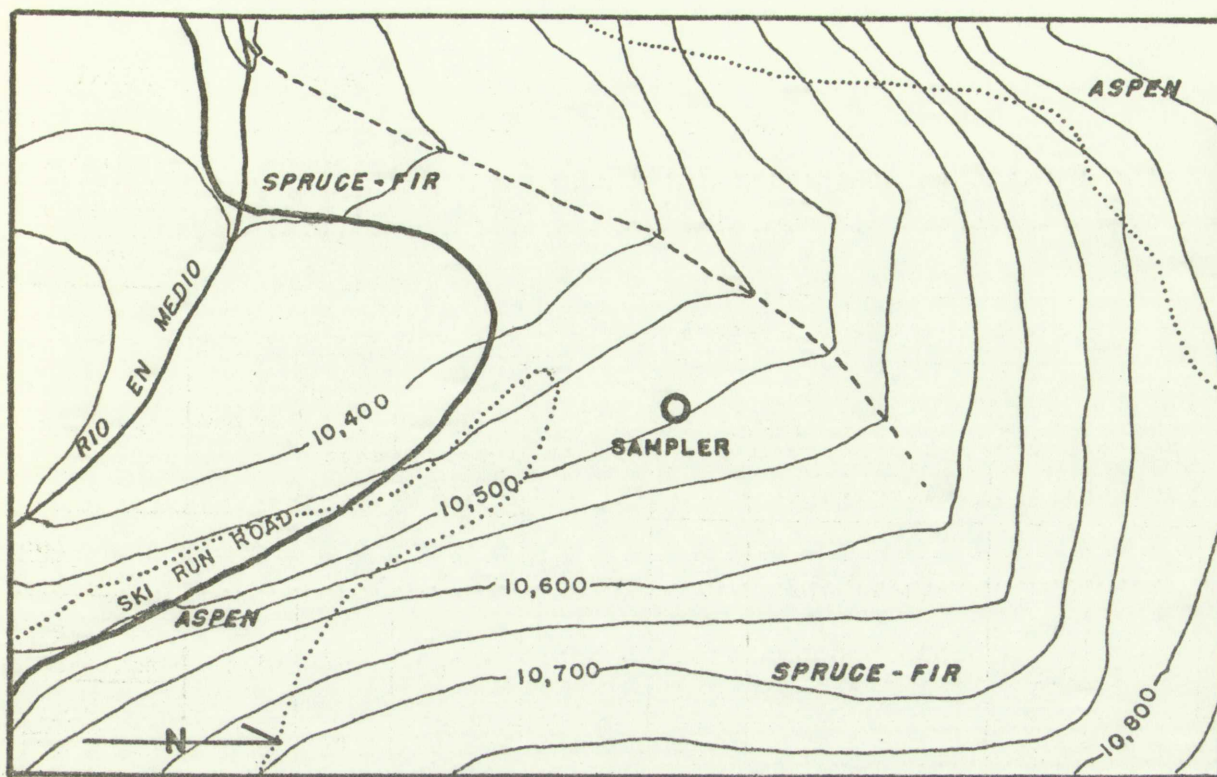 ASPEN
SPRUCE-FIR
RIO EN MEDIO
10,400
SAMPLER
10,500
SKI RUN ROAD
10,600
ASPEN
10,700
SPRUCE-FIR
10,800
N